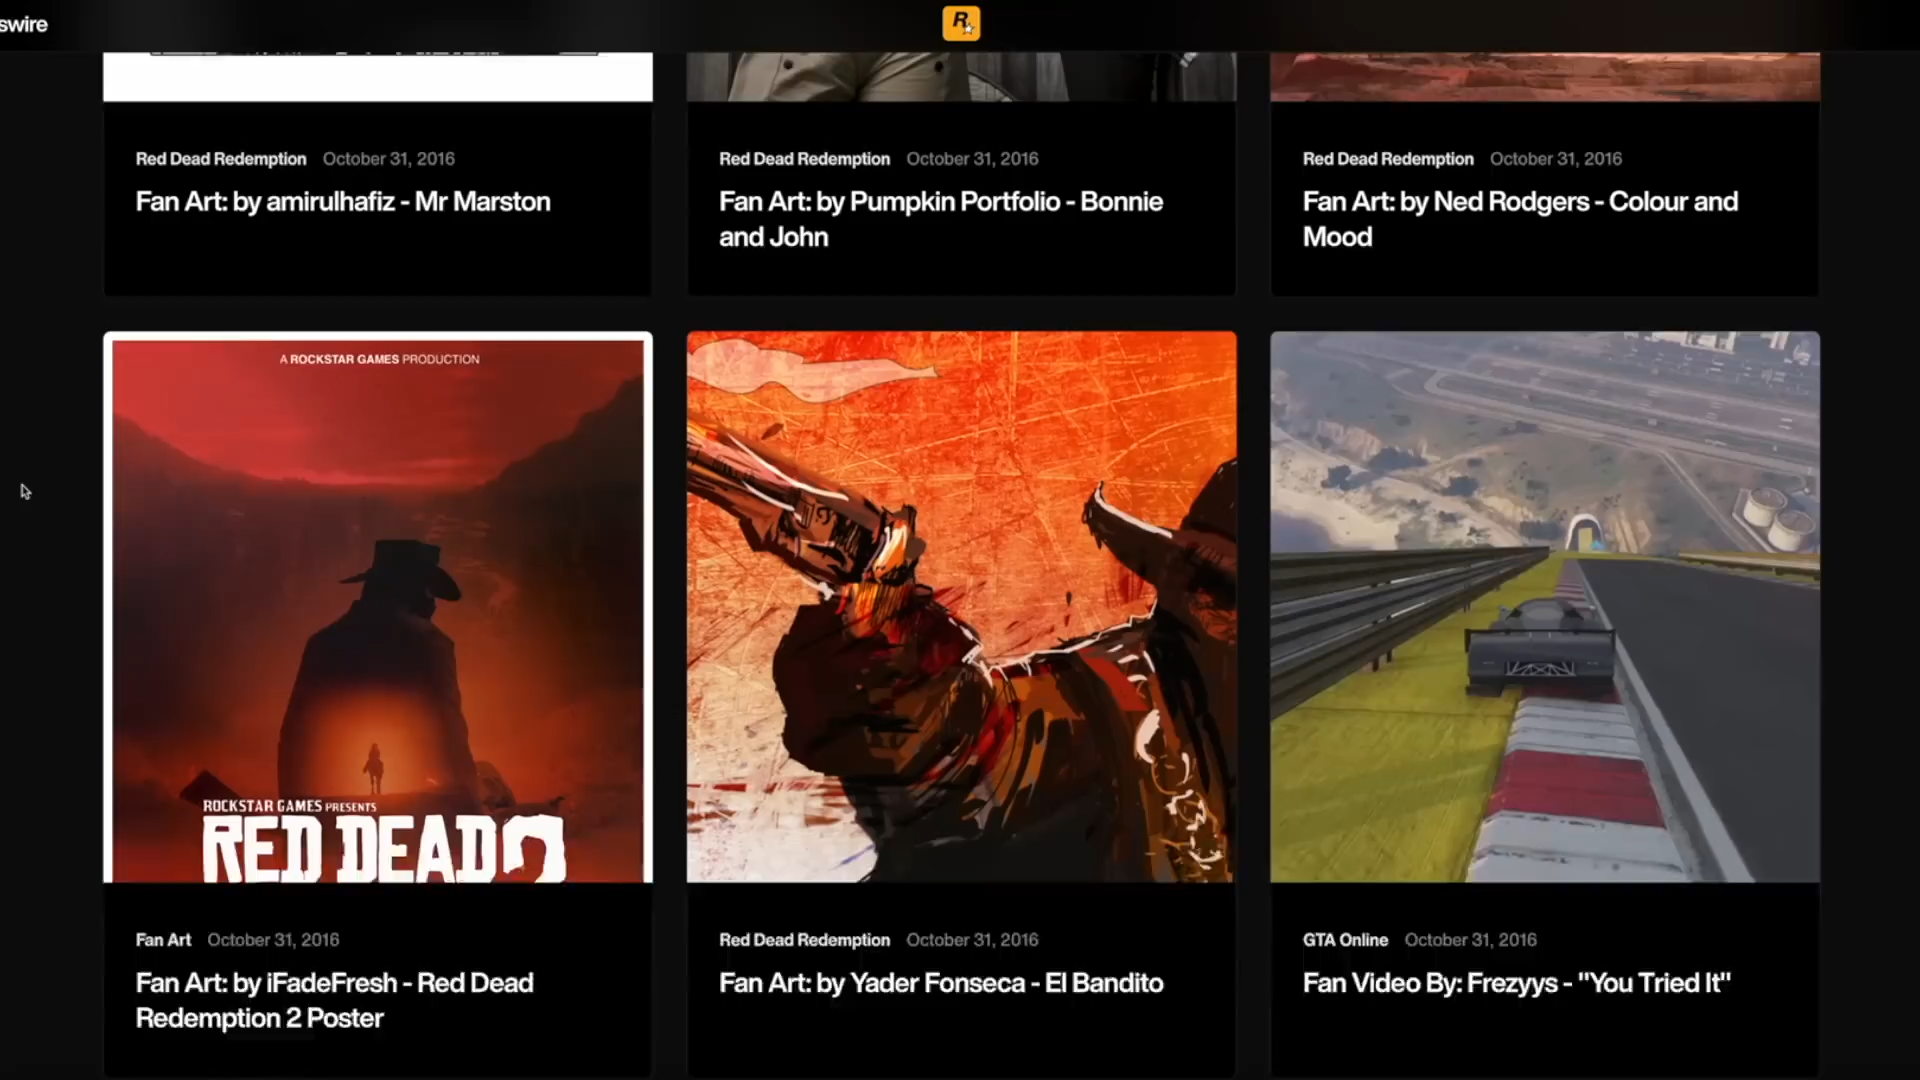 swire
R
Red Dead Redemption October 31, 2016
Fan Art: by amirulhafiz - Mr Marston
Red Dead Redemption October 31, 2016
Fan Art: by Pumpkin Portfolio - Bonnie
and John
Red Dead Redemption October 31, 2016
Fan Art: by Ned Rodgers - Colour and
Mood
A ROCKSTAR GAMES PRODUCTION
ROCKSTAR GAMES PRESENTS
RED DEAD 2
Fan Art October 31, 2016
Fan Art: by iFadeFresh - Red Dead
Redemption 2 Poster
Red Dead Redemption October 31, 2016
Fan Art: by Yader Fonseca - El Bandito
GTA Online October 31, 2016
Fan Video By: Frezyys - "You Tried It"